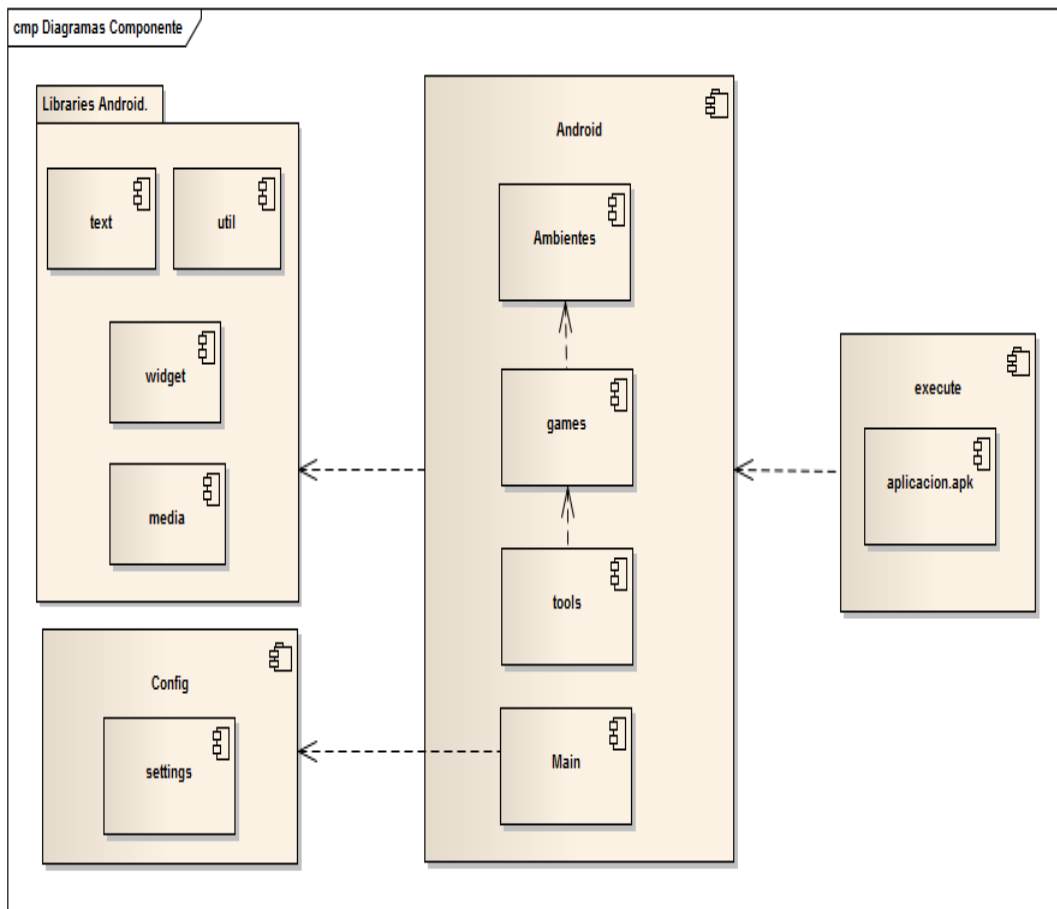 cmp Diagramas Componente
Libraries Android.
text
util
widget
media
Config
settings
Android
Ambientes
games
tools
Main
execute
aplicacion.apk